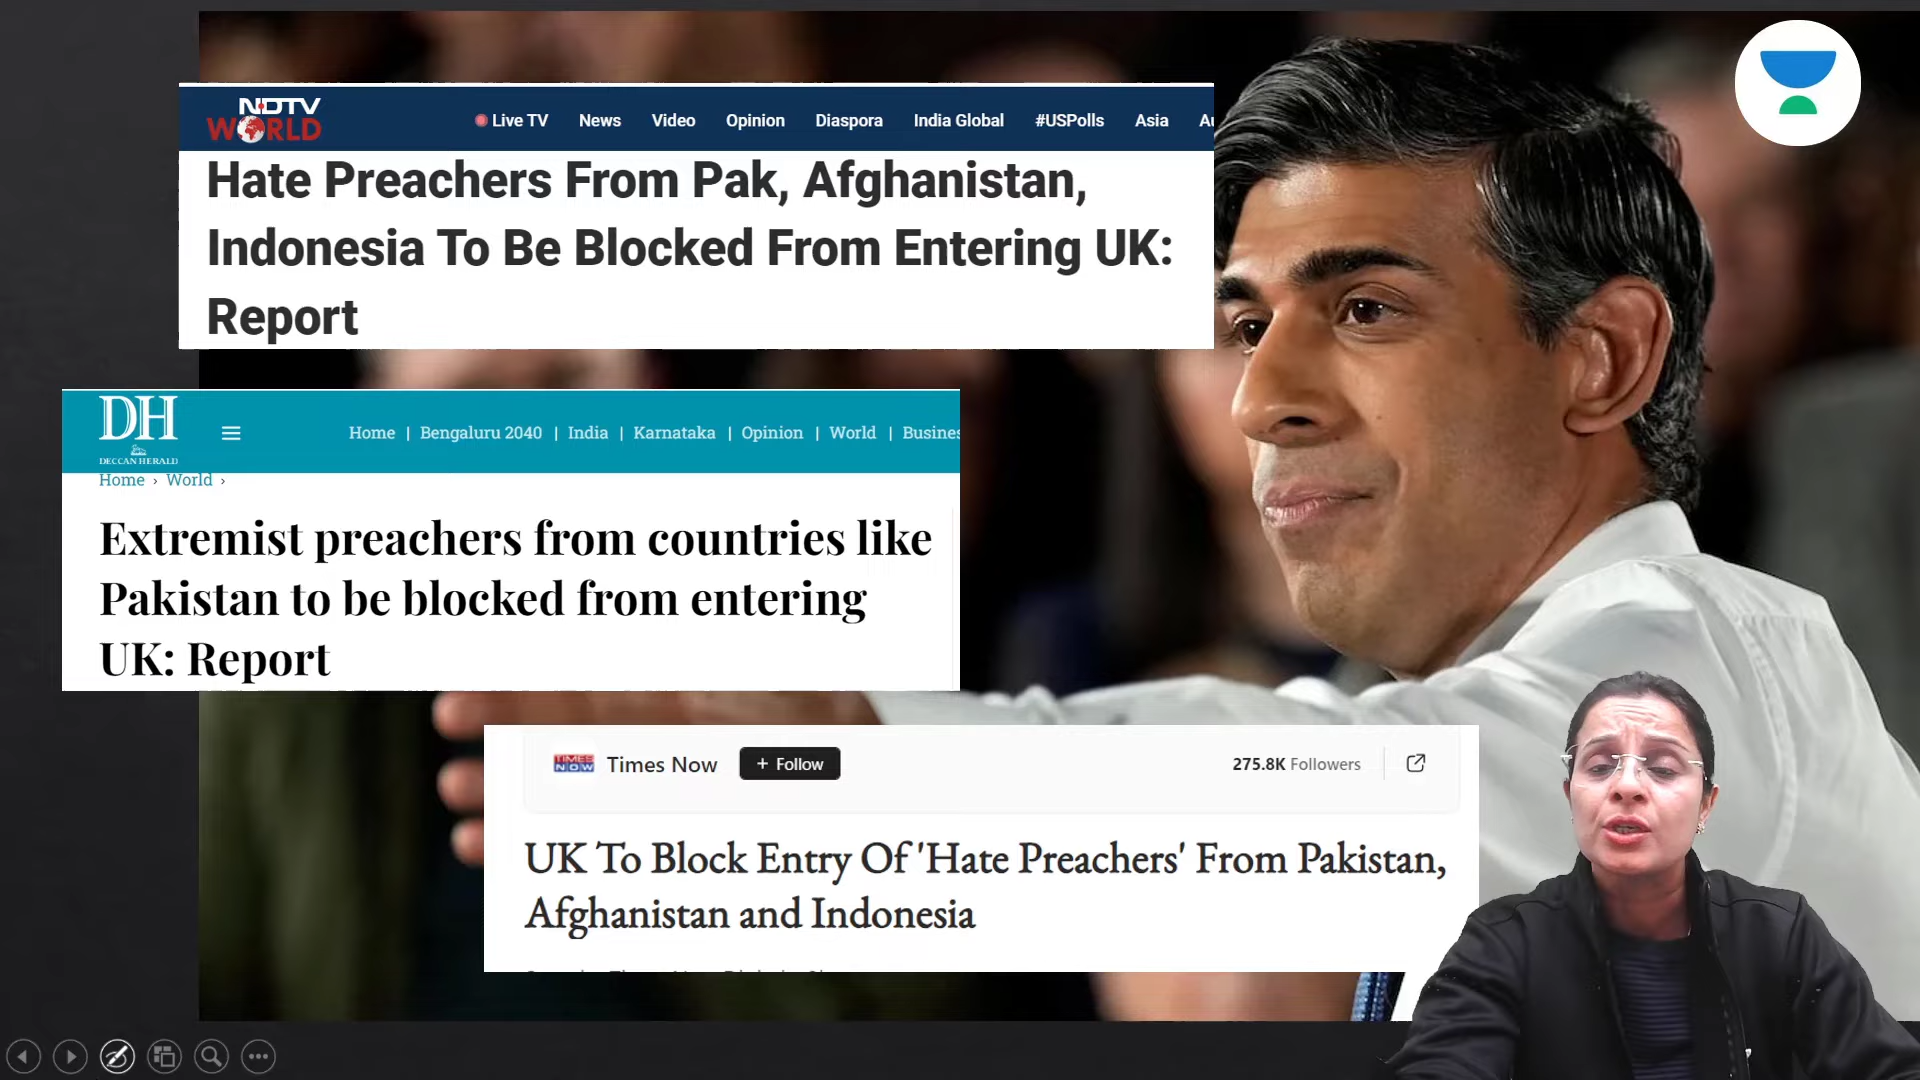 NDTV
WORLD
Live TV News Video Opinion Diaspora India Global #USPolls Asia
Hate Preachers From Pak, Afghanistan,
Indonesia To Be Blocked From Entering UK:
Report
DH
DECCAN HERALD
Home | Bengaluru 2040 | India | Karnataka | Opinion | World | Busines
Home › World ›
Extremist preachers from countries like
Pakistan to be blocked from entering
UK: Report
TIMES
NOW
Times Now + Follow 275.8K Followers
UK To Block Entry Of 'Hate Preachers' From Pakistan,
Afghanistan and Indonesia